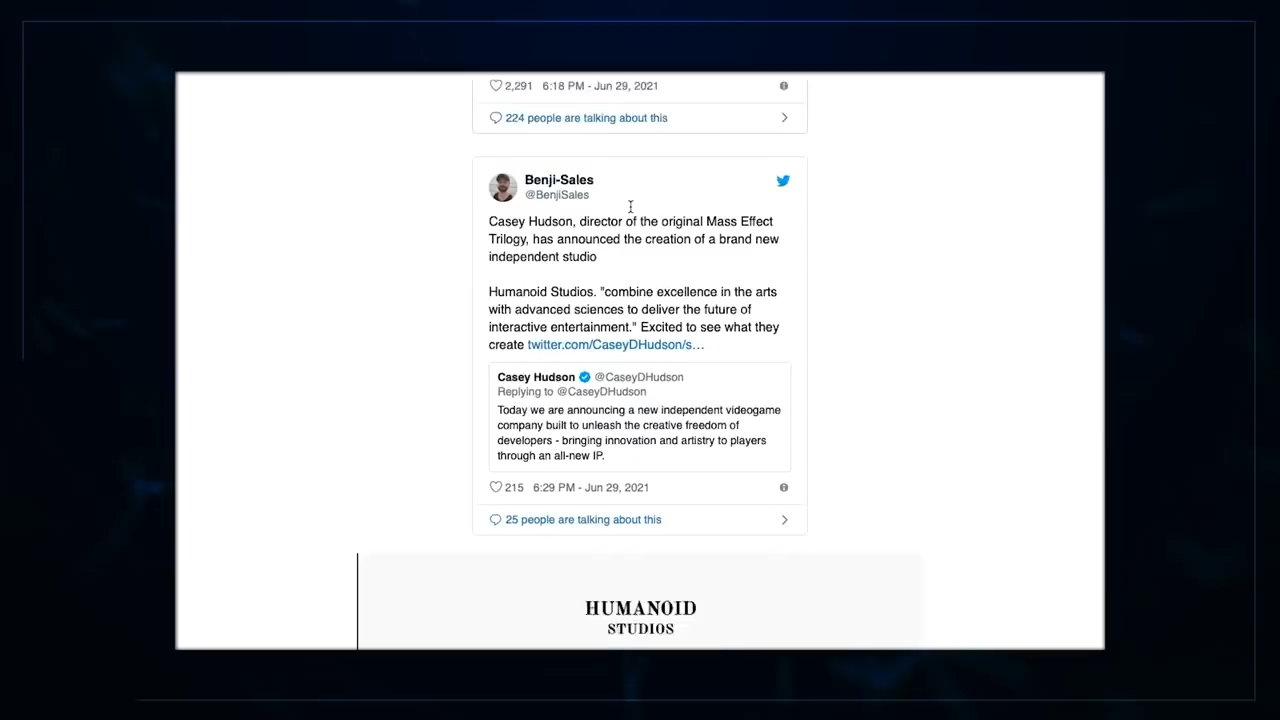 2,291 6:18 PM - Jun 29, 2021
224 people are talking about this
Benji-Sales
@BenjiSales
Casey Hudson, director of the original Mass Effect
Trilogy, has announced the creation of a brand new
independent studio
Humanoid Studios. "combine excellence in the arts
with advanced sciences to deliver the future of
interactive entertainment." Excited to see what they
create twitter.com/CaseyDHudson/s…
Casey Hudson @CaseyDHudson
Replying to @CaseyDHudson
Today we are announcing a new independent videogame
company built to unleash the creative freedom of
developers - bringing innovation and artistry to players
through an all-new IP.
215 6:29 PM - Jun 29, 2021
25 people are talking about this
HUMANOID
STUDIOS